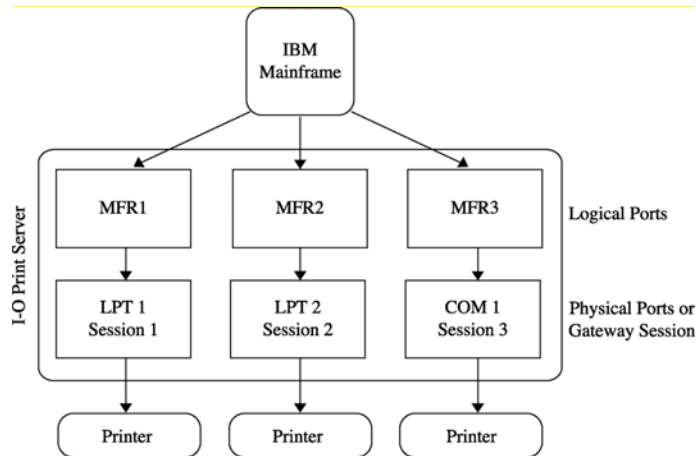 IBM
Mainframe
I-O Print Server
MFR1
MFR2
MFR3
Logical Ports
LPT 1
Session 1
LPT 2
Session 2
COM 1
Session 3
Physical Ports or
Gateway Session
Printer
Printer
Printer